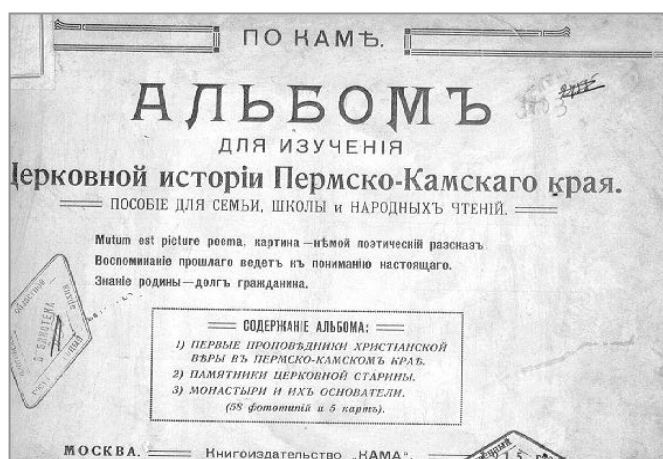 ПО КАМѢ.
АЛЬБОМЪ
ДЛЯ ИЗУЧЕНІЯ
Церковной исторіи Пермско-Камскаго края.
ПОСОБІЕ ДЛЯ СЕМЬИ, ШКОЛЫ и НАРОДНЫХЪ ЧТЕНІЙ.
Mutum est picture poema, картина—нѣмой поэтическій разсказъ
Воспоминаніе прошлаго ведетъ къ пониманію настоящаго.
Знаніе родины—долгъ гражданина.
СОДЕРЖАНІЕ АЛЬБОМА:
1) ПЕРВЫЕ ПРОПОВѢДНИКИ ХРИСТІАНСКОЙ
ВѢРЫ ВЪ ПЕРМСКО-КАМСКОМЪ КРАѢ.
2) ПАМЯТНИКИ ЦЕРКОВНОЙ СТАРИНЫ.
3) МОНАСТЫРИ И ИХЪ ОСНОВАТЕЛИ.
(58 фототипій и 5 картъ).
МОСКВА. Книгоиздательство „КАМА".